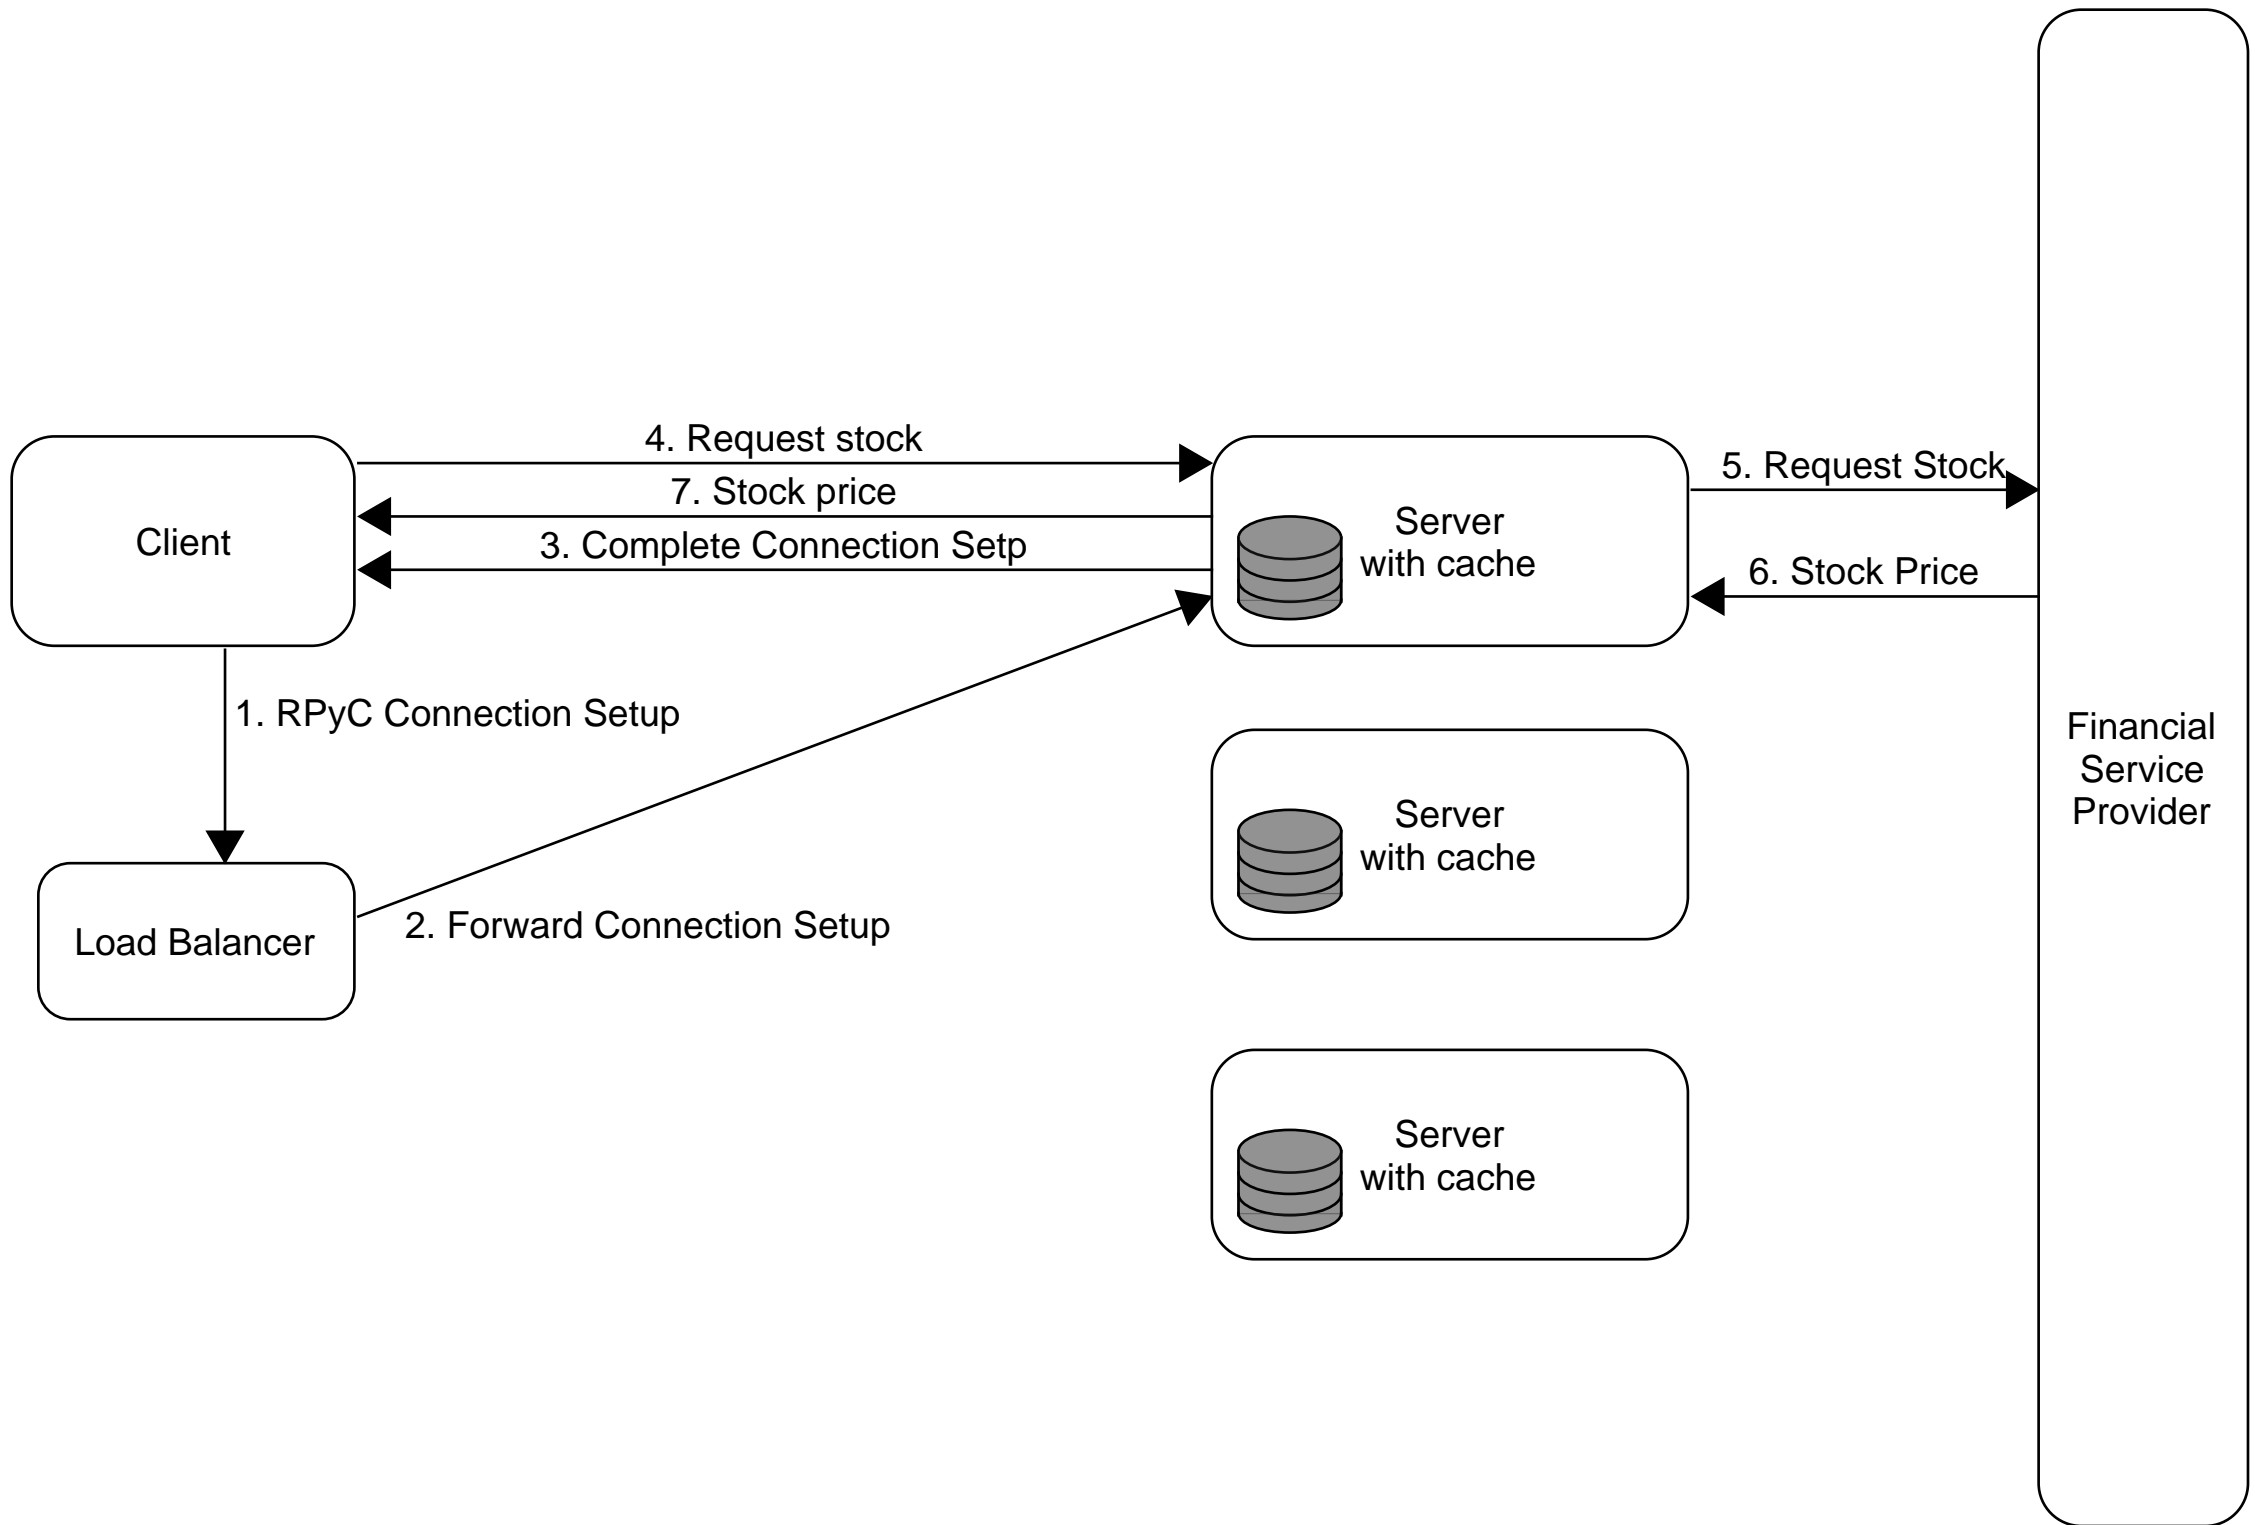 4. Request stock
7. Stock price
3. Complete Connection Setp
Client
1. RPyC Connection Setup
Load Balancer
2. Forward Connection Setup
Server
with cache
5. Request Stock
6. Stock Price
Server
with cache
Server
with cache
Financial
Service
Provider